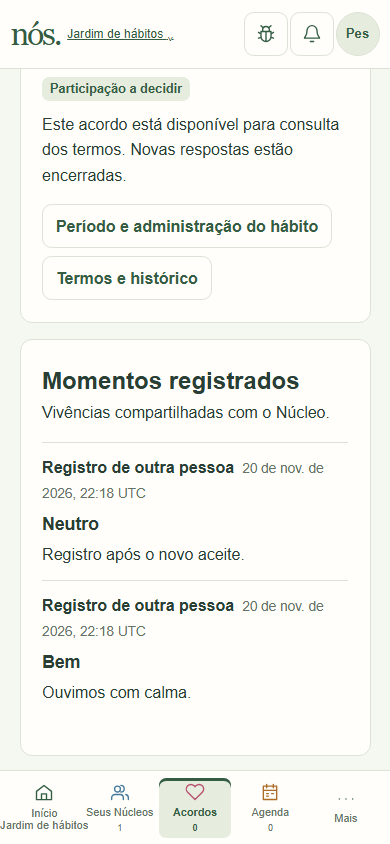 nós. Jardim de hábitos
Pes
Participação a decidir
Este acordo está disponível para consulta
dos termos. Novas respostas estão
encerradas.
Período e administração do hábito
Termos e histórico
Momentos registrados
Vivências compartilhadas com o Núcleo.
Registro de outra pessoa 20 de nov. de
2026, 22:18 UTC
Neutro
Registro após o novo aceite.
Registro de outra pessoa 20 de nov. de
2026, 22:18 UTC
Bem
Ouvimos com calma.
Início
Jardim de hábitos
Seus Núcleos
1
Acordos
0
Agenda
0
Mais